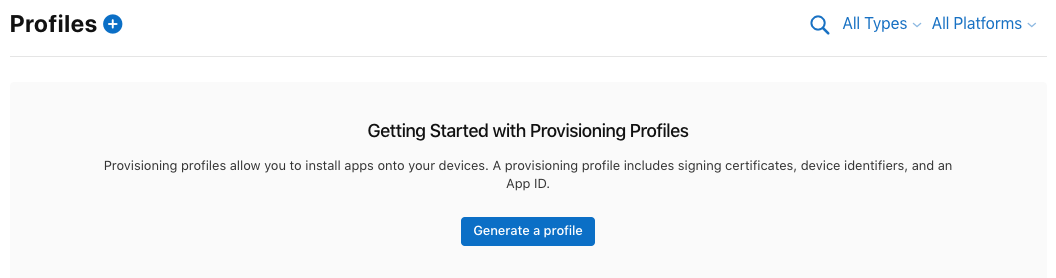 Profiles
All Types
All Platforms
Getting Started with Provisioning Profiles
Provisioning profiles allow you to install apps onto your devices. A provisioning profile includes signing certificates, device identifiers, and an
App ID.
Generate a profile